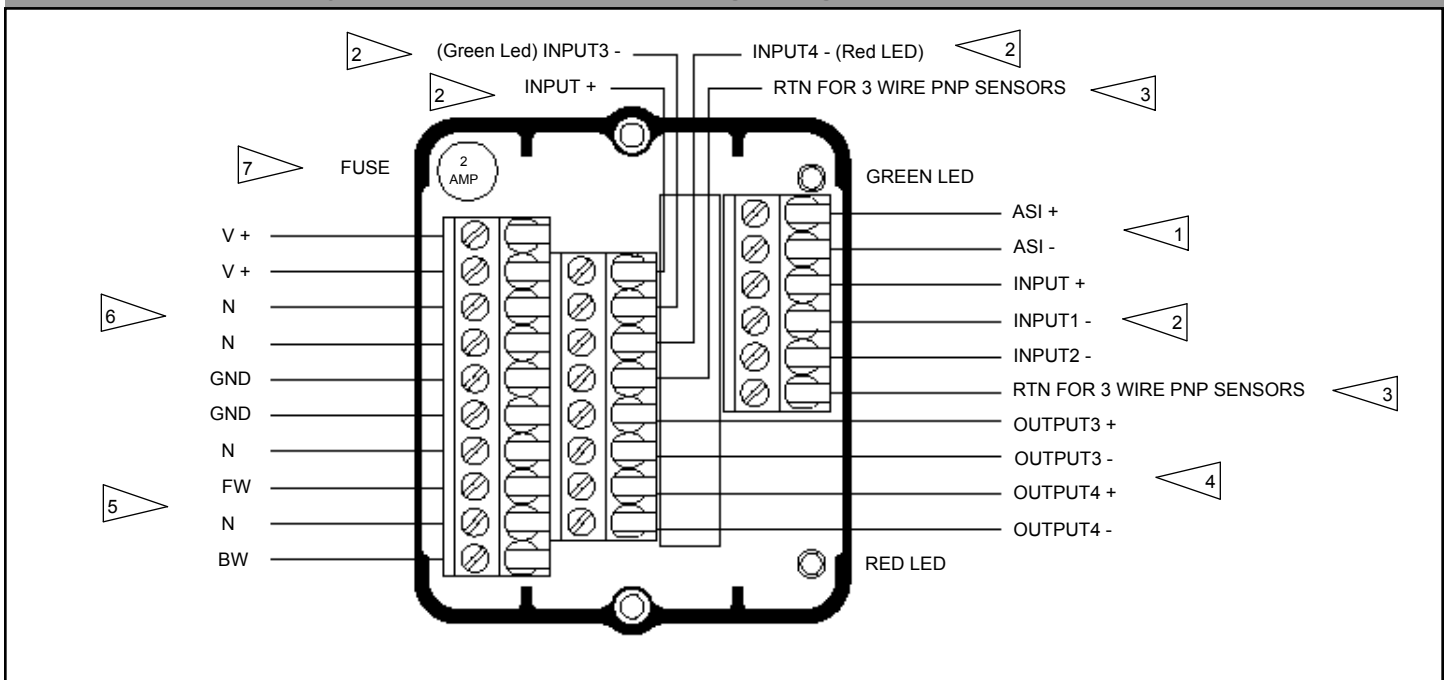 2 (Green Led) INPUT3 - INPUT4 - (Red LED) 2
2 INPUT + RTN FOR 3 WIRE PNP SENSORS 3
7 FUSE 2 AMP GREEN LED
ASI +
V + 1
ASI -
V +
INPUT +
6 N
INPUT1 - 2
N
INPUT2 -
GND
RTN FOR 3 WIRE PNP SENSORS 3
GND
OUTPUT3 +
N
OUTPUT3 -
5 FW 4
OUTPUT4 +
N
OUTPUT4 -
BW RED LED